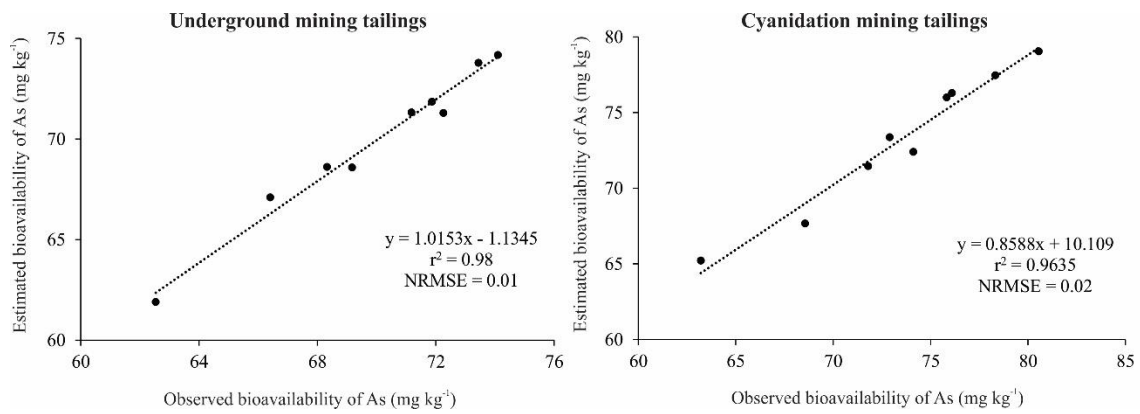 Underground mining tailings
Estimated bioavailability of As (mg kg⁻¹)
75
70
65
60
y = 1.0153x - 1.1345
r² = 0.98
NRMSE = 0.01
60
64
68
72
76
Observed bioavailability of As (mg kg⁻¹)
Cyanidation mining tailings
Estimated bioavailability of As (mg kg⁻¹)
80
75
70
65
60
y = 0.8588x + 10.109
r² = 0.9635
NRMSE = 0.02
60
65
70
75
80
85
Observed bioavailability of As (mg kg⁻¹)